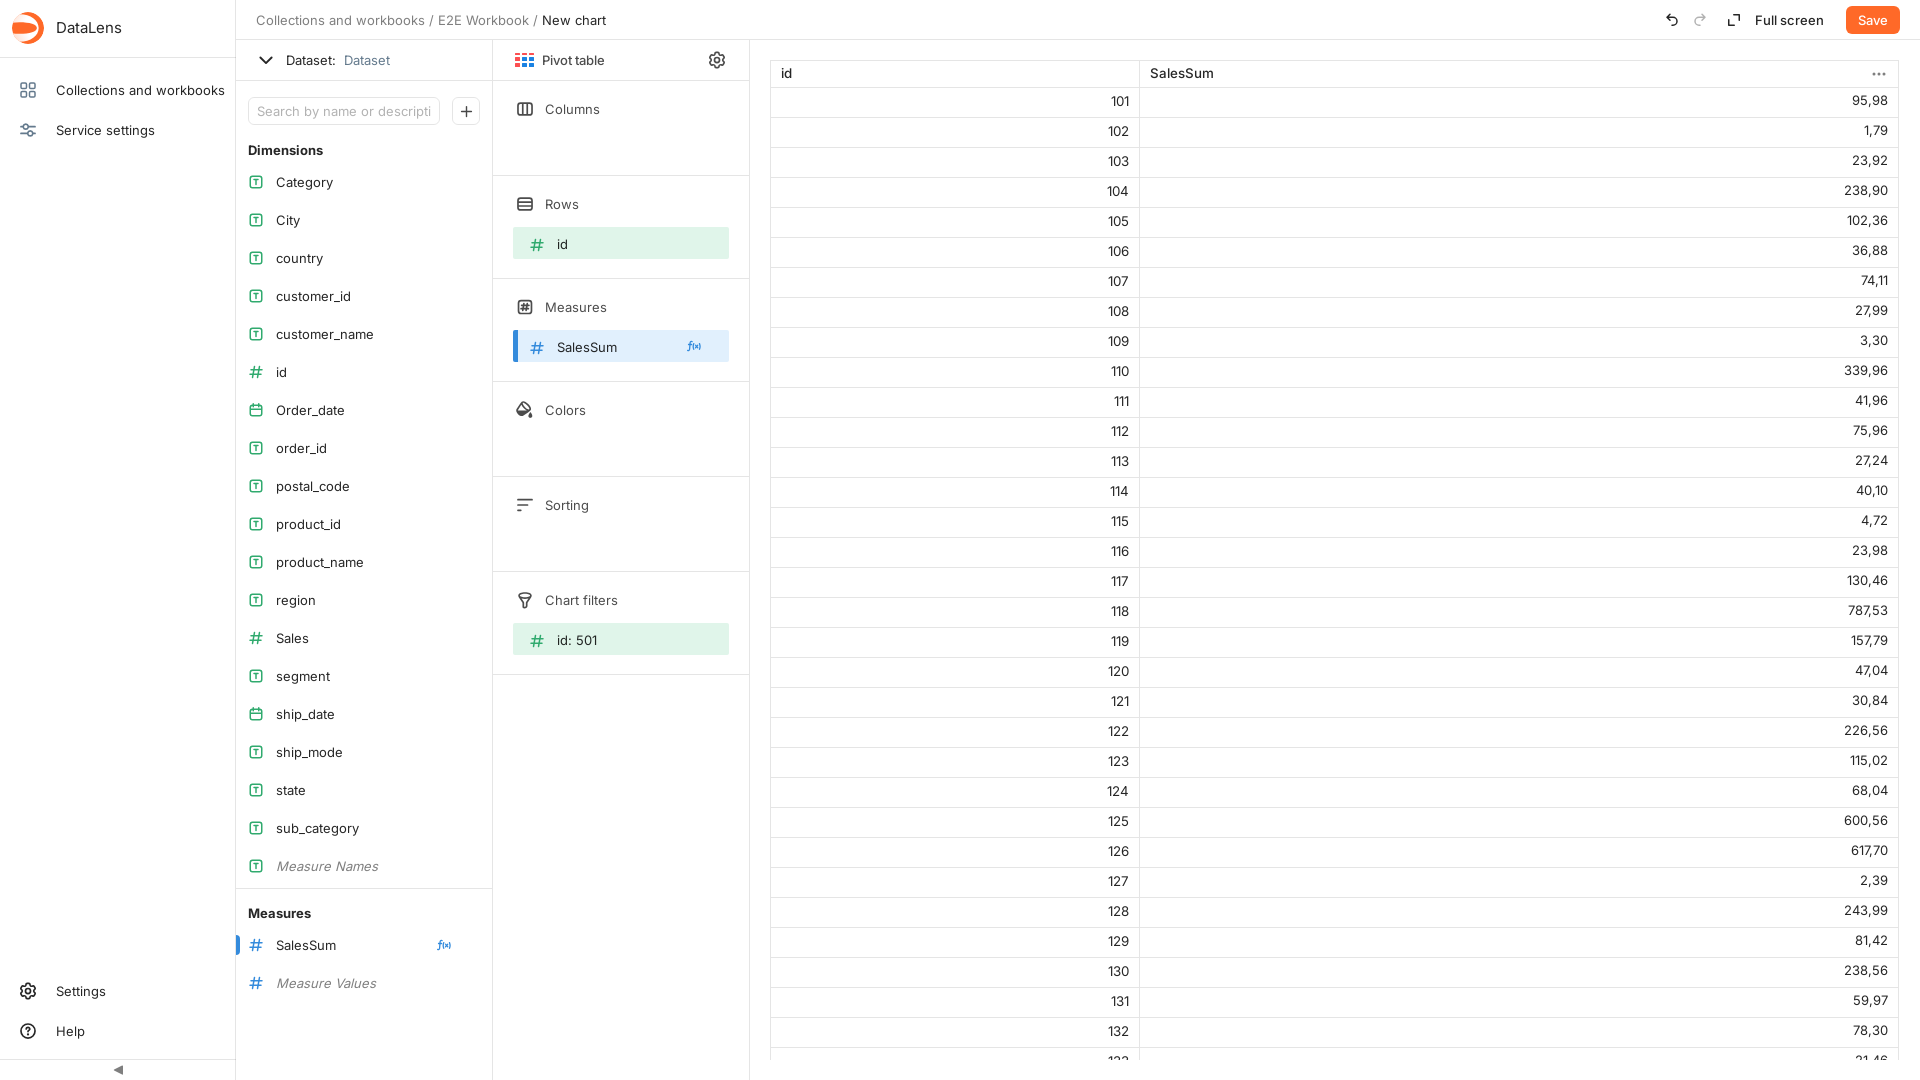 DataLens
Collections and workbooks
Service settings
Settings
Help
Collections and workbooks / E2E Workbook / New chart
Full screen
Save
Dataset: Dataset
Search by name or descripti
Dimensions
Category
City
country
customer_id
customer_name
id
Order_date
order_id
postal_code
product_id
product_name
region
Sales
segment
ship_date
ship_mode
state
sub_category
Measure Names
Measures
SalesSum
Measure Values
Pivot table
Columns
Rows
id
Measures
SalesSum
Colors
Sorting
Chart filters
id: 501
id SalesSum
101 95,98
102 1,79
103 23,92
104 238,90
105 102,36
106 36,88
107 74,11
108 27,99
109 3,30
110 339,96
111 41,96
112 75,96
113 27,24
114 40,10
115 4,72
116 23,98
117 130,46
118 787,53
119 157,79
120 47,04
121 30,84
122 226,56
123 115,02
124 68,04
125 600,56
126 617,70
127 2,39
128 243,99
129 81,42
130 238,56
131 59,97
132 78,30